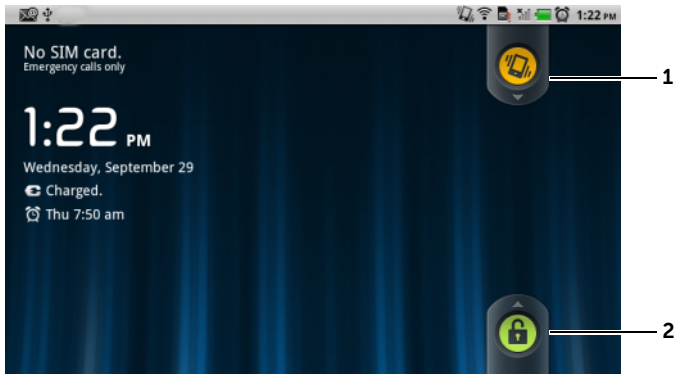 1:22 PM
No SIM card.
Emergency calls only
1
1:22 PM
Wednesday, September 29
Charged.
Thu 7:50 am
2